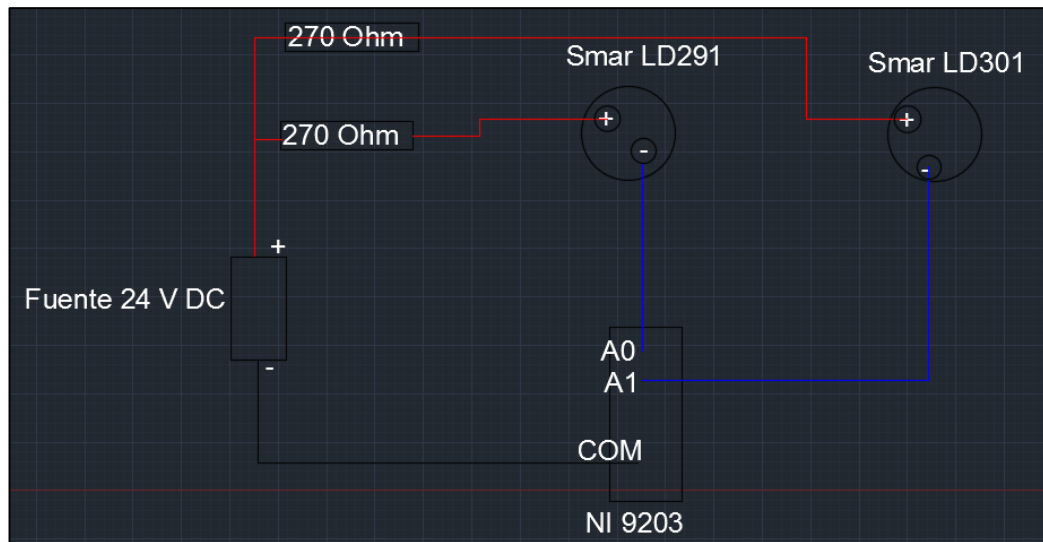 270 Ohm
Smar LD291
Smar LD301
270 Ohm
+
+
-
-
+
Fuente 24 V DC
-
A0
A1
COM
NI 9203